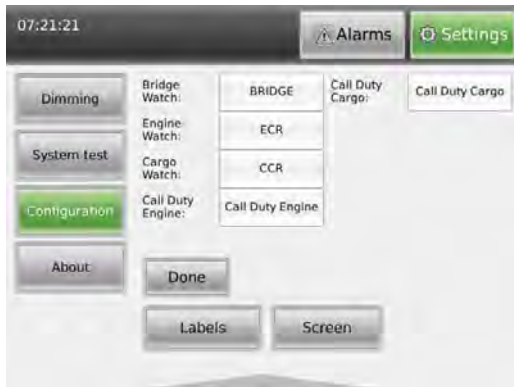 07:21:21
Alarms
Settings
Dimming
System test
Configuration
About
Bridge
Watch:
BRIDGE
Call Duty
Cargo:
Call Duty Cargo
Engine
Watch:
ECR
Cargo
Watch:
CCR
Call Duty
Engine:
Call Duty Engine
Done
Labels
Screen